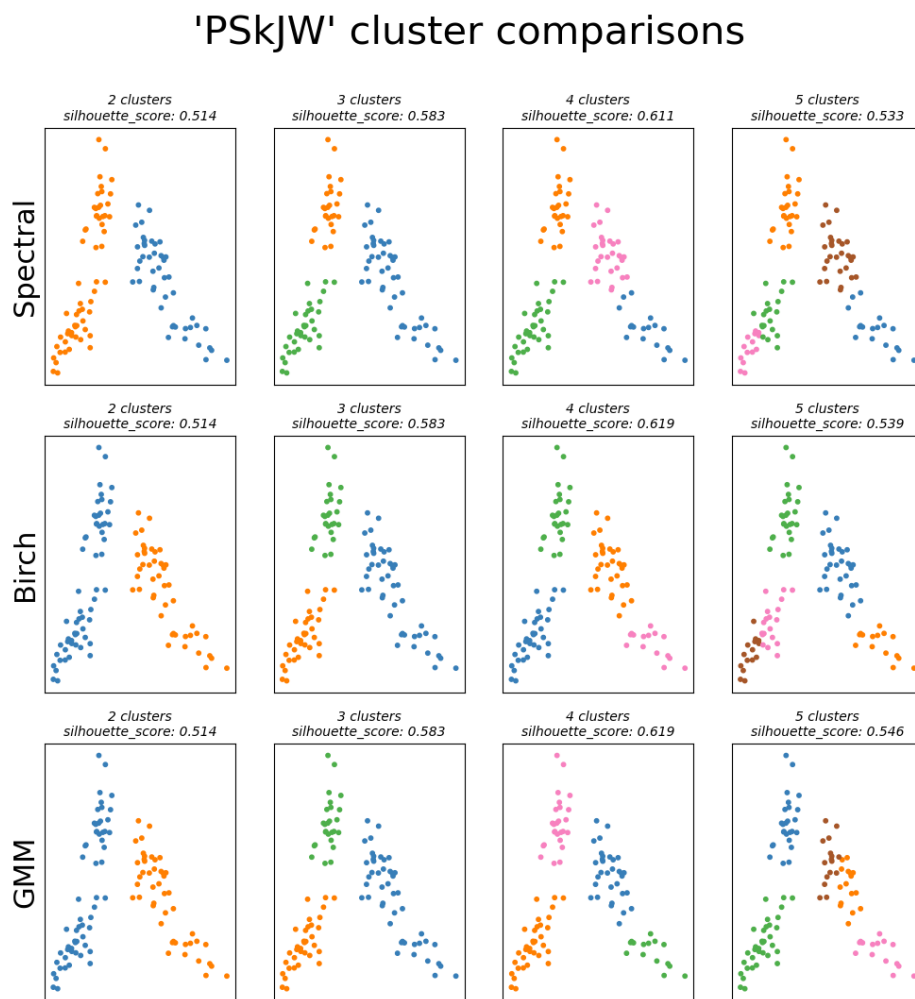 'PSkJW' cluster comparisons
2 clusters
silhouette_score: 0.514
3 clusters
silhouette_score: 0.583
4 clusters
silhouette_score: 0.611
5 clusters
silhouette_score: 0.533
Spectral
2 clusters
silhouette_score: 0.514
3 clusters
silhouette_score: 0.583
4 clusters
silhouette_score: 0.619
5 clusters
silhouette_score: 0.539
Birch
2 clusters
silhouette_score: 0.514
3 clusters
silhouette_score: 0.583
4 clusters
silhouette_score: 0.619
5 clusters
silhouette_score: 0.546
GMM